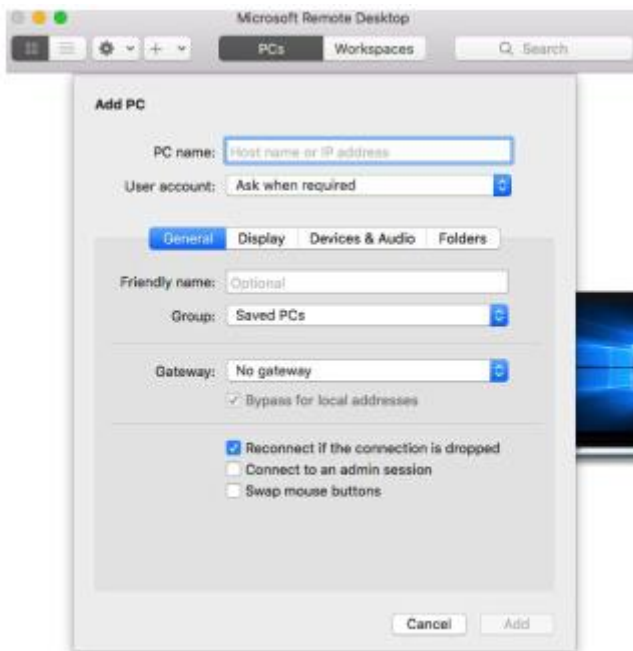 Microsoft Remote Desktop
PCs Workspaces Search
Add PC
PC name: Host name or IP address
User account: Ask when required
General Display Devices & Audio Folders
Friendly name: Optional
Group: Saved PCs
Gateway: No gateway
Bypass for local addresses
Reconnect if the connection is dropped
Connect to an admin session
Swap mouse buttons
Cancel Add